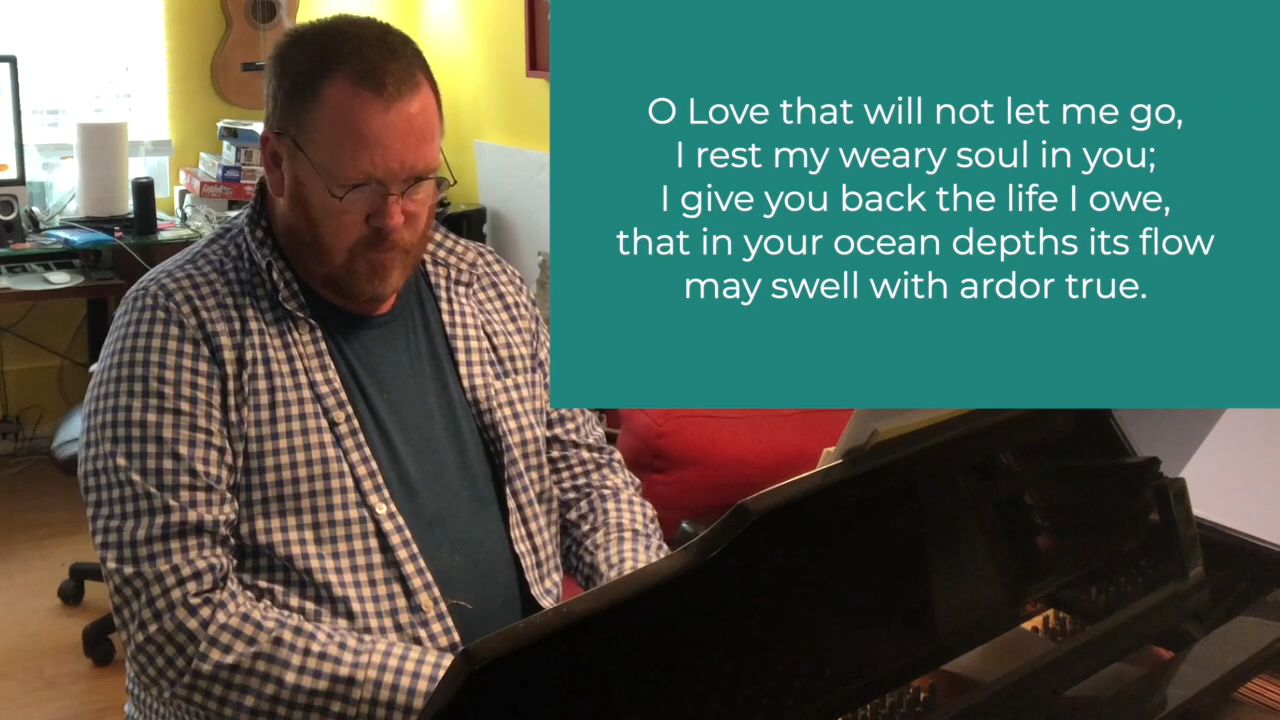 O Love that will not let me go,
I rest my weary soul in you;
I give you back the life I owe,
that in your ocean depths its flow
may swell with ardor true.